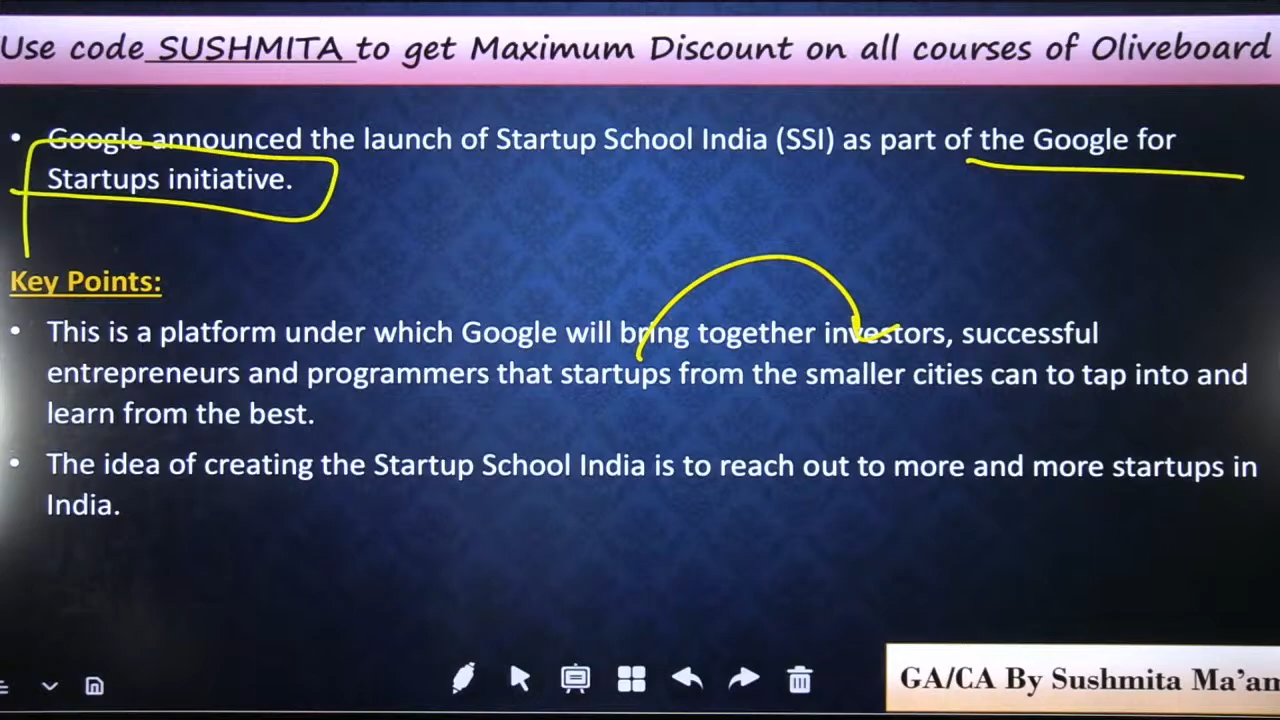 Use code SUSHMITA to get Maximum Discount on all courses of Oliveboard
• Google announced the launch of Startup School India (SSI) as part of the Google for
Startups initiative.
Key Points:
• This is a platform under which Google will bring together investors, successful
entrepreneurs and programmers that startups from the smaller cities can to tap into and
learn from the best.
• The idea of creating the Startup School India is to reach out to more and more startups in
India.
GA/CA By Sushmita Ma'am